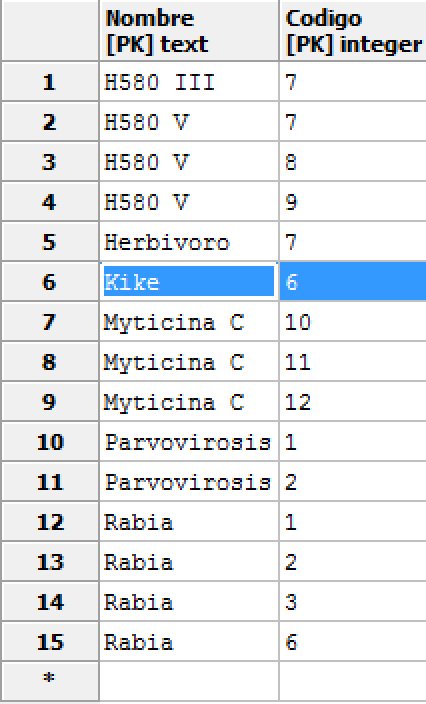 Nombre Codigo
[PK] text [PK] integer
1 H580 III 7
2 H580 V 7
3 H580 V 8
4 H580 V 9
5 Herbivoro 7
6 Kike 6
7 Myticina C 10
8 Myticina C 11
9 Myticina C 12
10 Parvovirosis 1
11 Parvovirosis 2
12 Rabia 1
13 Rabia 2
14 Rabia 3
15 Rabia 6
*